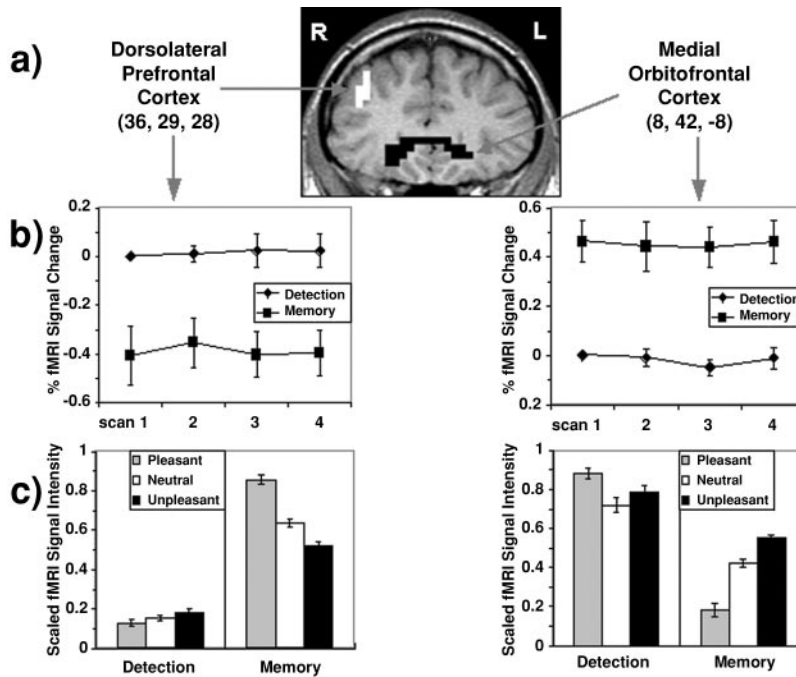 a)
Dorsolateral
Prefrontal
Cortex
(36, 29, 28)
R
L
Medial
Orbitofrontal
Cortex
(8, 42, -8)
b)
% fMRI Signal Change
0.2
0
-0.2
-0.4
-0.6
Detection
Memory
scan 1
2
3
4
% fMRI Signal Change
0.6
0.4
0.2
0
0.2
Detection
Memory
scan 1
2
3
4
c)
Scaled fMRI Signal Intensity
1
0.8
0.6
0.4
0.2
0
Pleasant
Neutral
Unpleasant
Detection
Memory
Scaled fMRI Signal Intensity
1
0.8
0.6
0.4
0.2
0
Pleasant
Neutral
Unpleasant
Detection
Memory